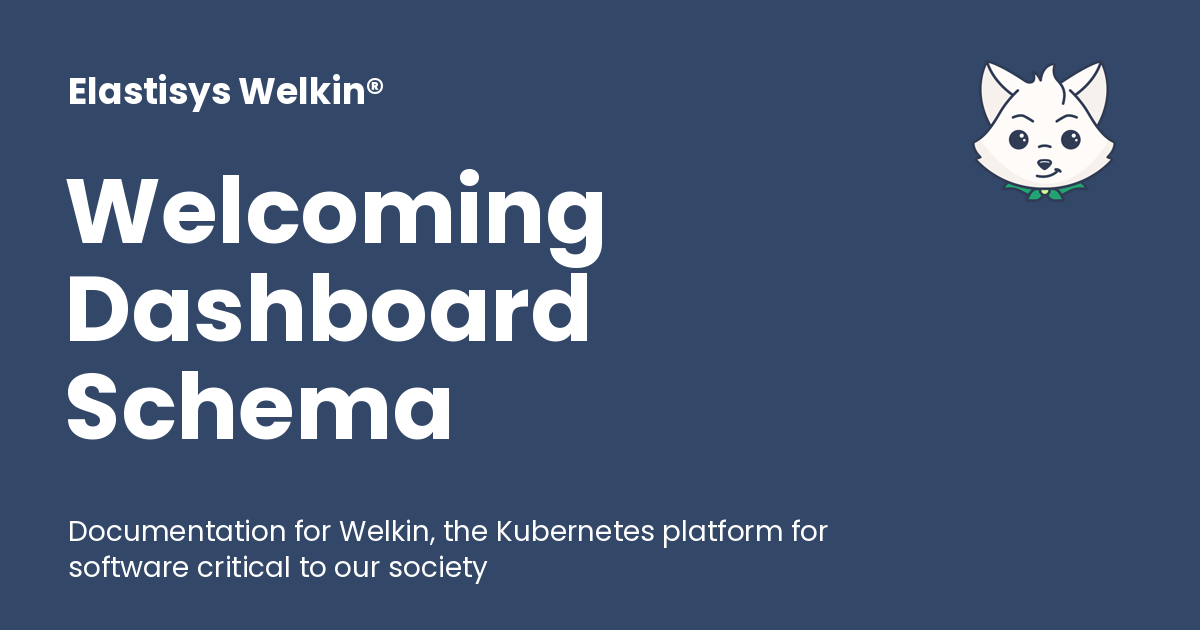 Elastisys Welkin®
Welcoming
Dashboard
Schema
Documentation for Welkin, the Kubernetes platform for
software critical to our society